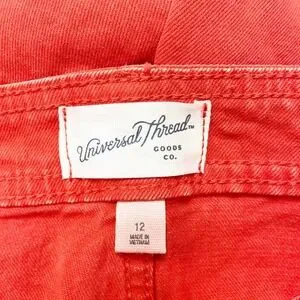 Universal Thread™
GOODS
CO.
12
MADE IN
VIETNAM